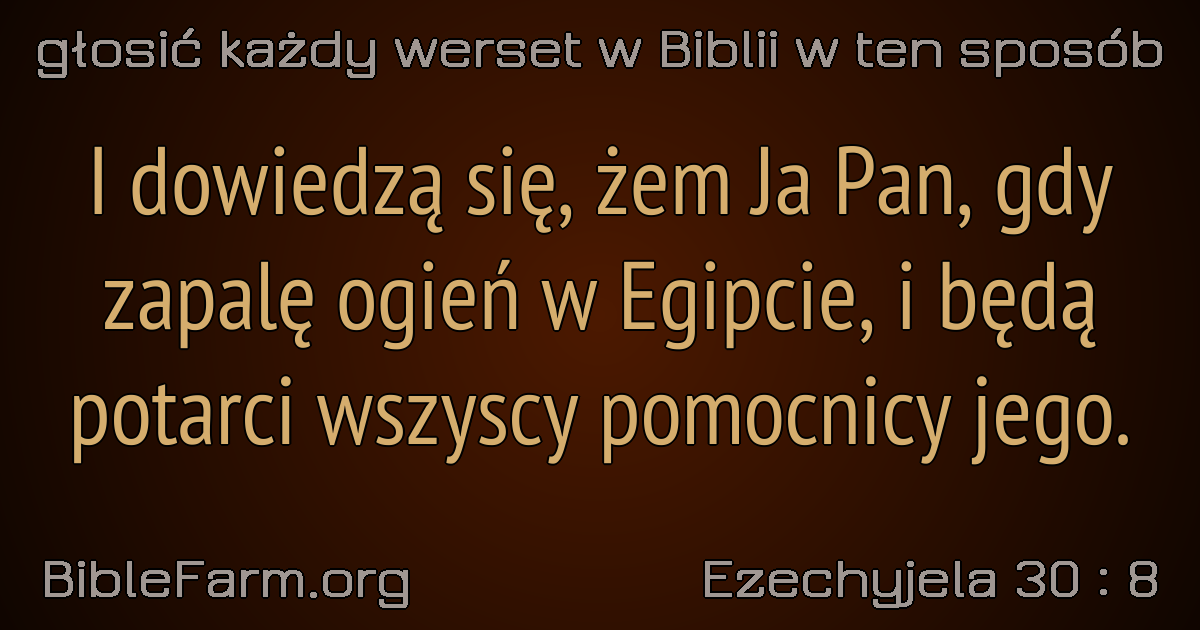 głosić każdy werset w Biblii w ten sposób
I dowiedzą się, żem Ja Pan, gdy
zapalę ogień w Egipcie, i będą
potarci wszyscy pomocnicy jego.
BibleFarm.org
Ezechyjela 30 : 8